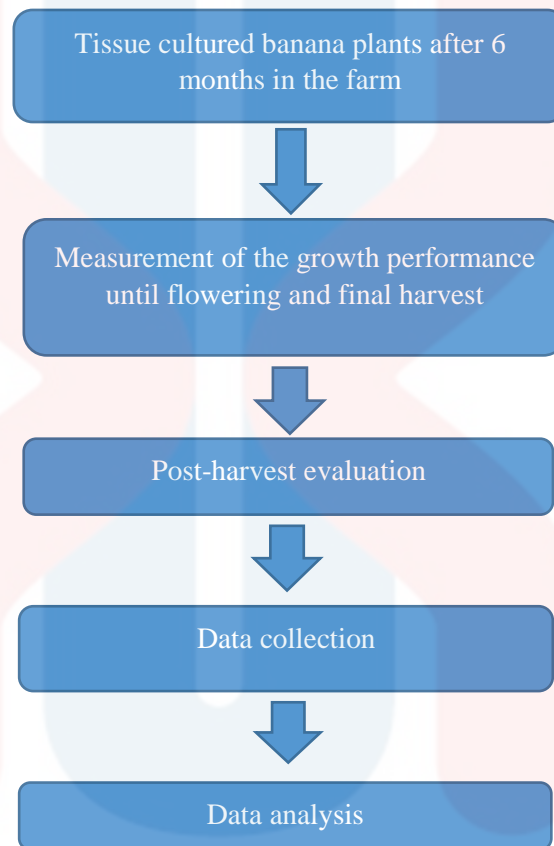 Tissue cultured banana plants after 6
months in the farm
Measurement of the growth performance
until flowering and final harvest
Post-harvest evaluation
Data collection
Data analysis